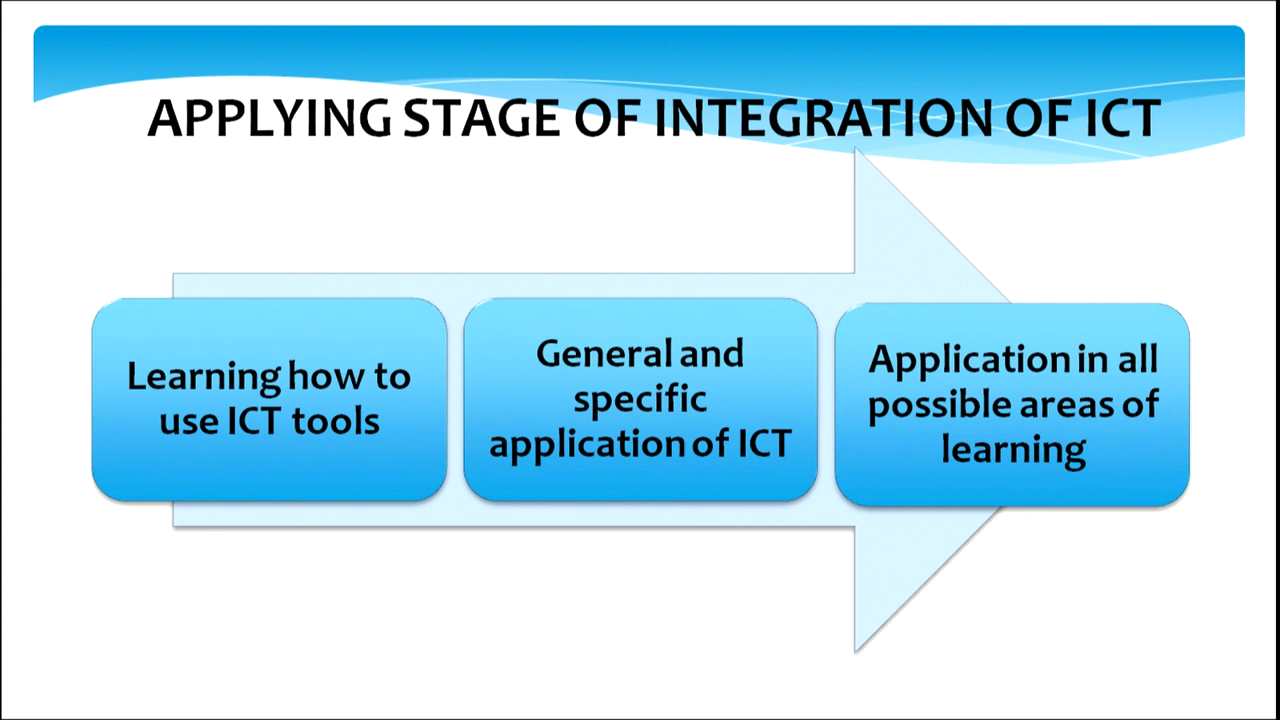 APPLYING STAGE OF INTEGRATION OF ICT
Learning how to
use ICT tools
General and
specific
application of ICT
Application in all
possible areas of
learning